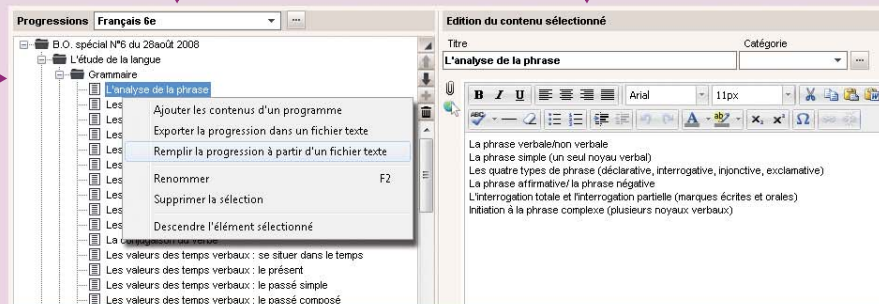 Progressions Français 6e
B.O. spécial N°6 du 28août 2008
L'étude de la langue
Grammaire
L'analyse de la phrase
Les
Ajouter les contenus d'un programme
Les
Exporter la progression dans un fichier texte
Les
Remplir la progression à partir d'un fichier texte
Les
Les
Renommer F2
Les
Supprimer la sélection
Les
Les
Descendre l'élément sélectionné
La conjugaison du verbe
Les valeurs des temps verbaux : se situer dans le temps
Les valeurs des temps verbaux : le présent
Les valeurs des temps verbaux : le passé simple
Les valeurs des temps verbaux : le passé composé
Edition du contenu sélectionné
Titre Catégorie
L'analyse de la phrase
B I U Arial 11px
ABC A ab x₂ x² Ω
La phrase verbale/non verbale
La phrase simple (un seul noyau verbal)
Les quatre types de phrase (déclarative, interrogative, injonctive, exclamative)
La phrase affirmative/ la phrase négative
L'interrogation totale et l'interrogation partielle (marques écrites et orales)
Initiation à la phrase complexe (plusieurs noyaux verbaux)